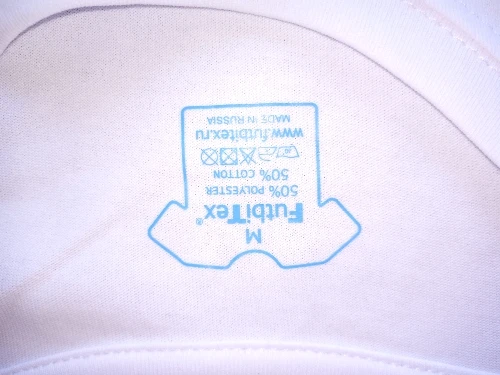 M
FutbiTex®
50% POLYESTER
50% COTTON
www.futbitex.ru
MADE IN RUSSIA